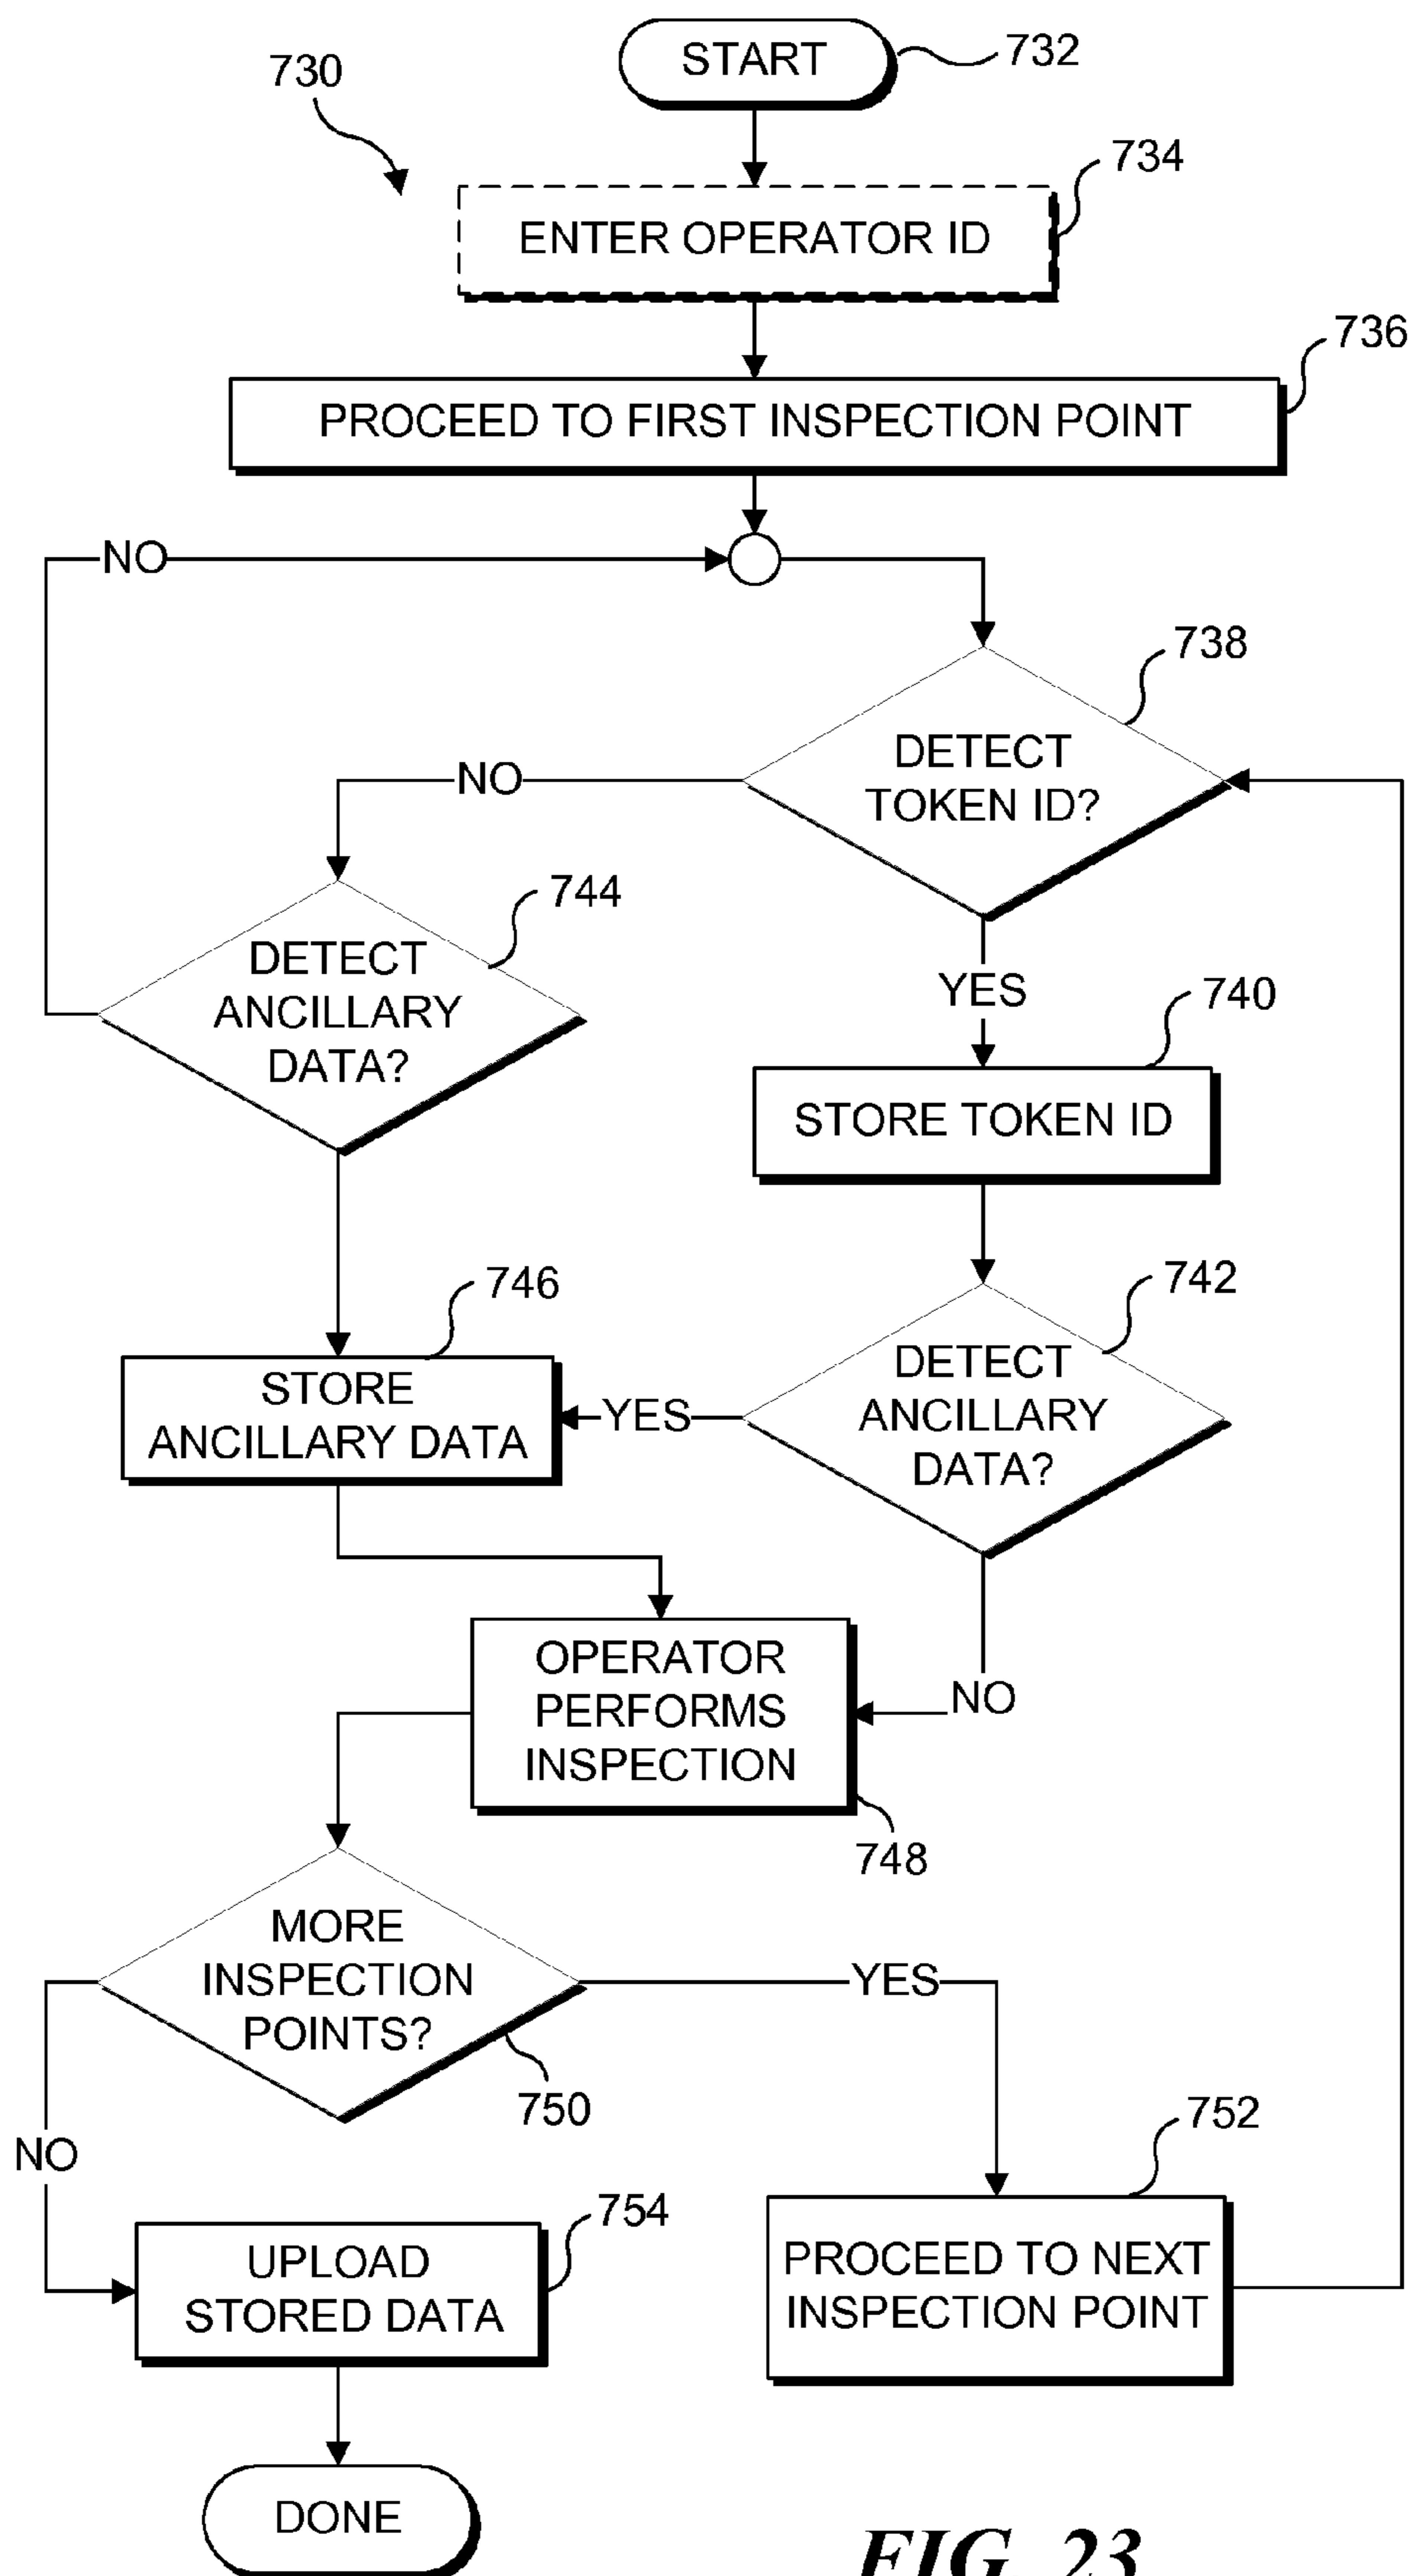 START
732
730
734
ENTER OPERATOR ID
736
PROCEED TO FIRST INSPECTION POINT
NO
738
DETECT
TOKEN ID?
NO
744
DETECT
ANCILLARY
DATA?
YES
740
STORE TOKEN ID
746
STORE
ANCILLARY DATA
742
DETECT
ANCILLARY
DATA?
YES
OPERATOR
PERFORMS
INSPECTION
NO
748
MORE
INSPECTION
POINTS?
YES
750
NO
752
754
UPLOAD
STORED DATA
PROCEED TO NEXT
INSPECTION POINT
DONE
FIG. 23